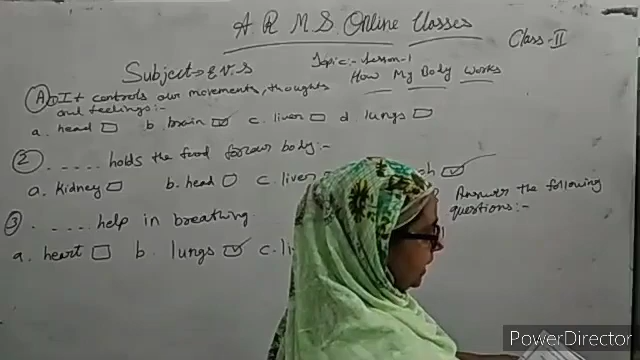 A R M S Online Classes
Class-II
Subject→E.V.S
Topic:- Lesson-1
How My Body Works
(A) 1) It controls our movements, thoughts
and feelings:-
a. head b. brain ✓ c. liver d. lungs
2) ..... holds the food for our body:-
a. kidney b. head c. liver
Answer the following
questions:-
3) ..... help in breathing
a. heart b. lungs ✓ c. li
PowerDirector